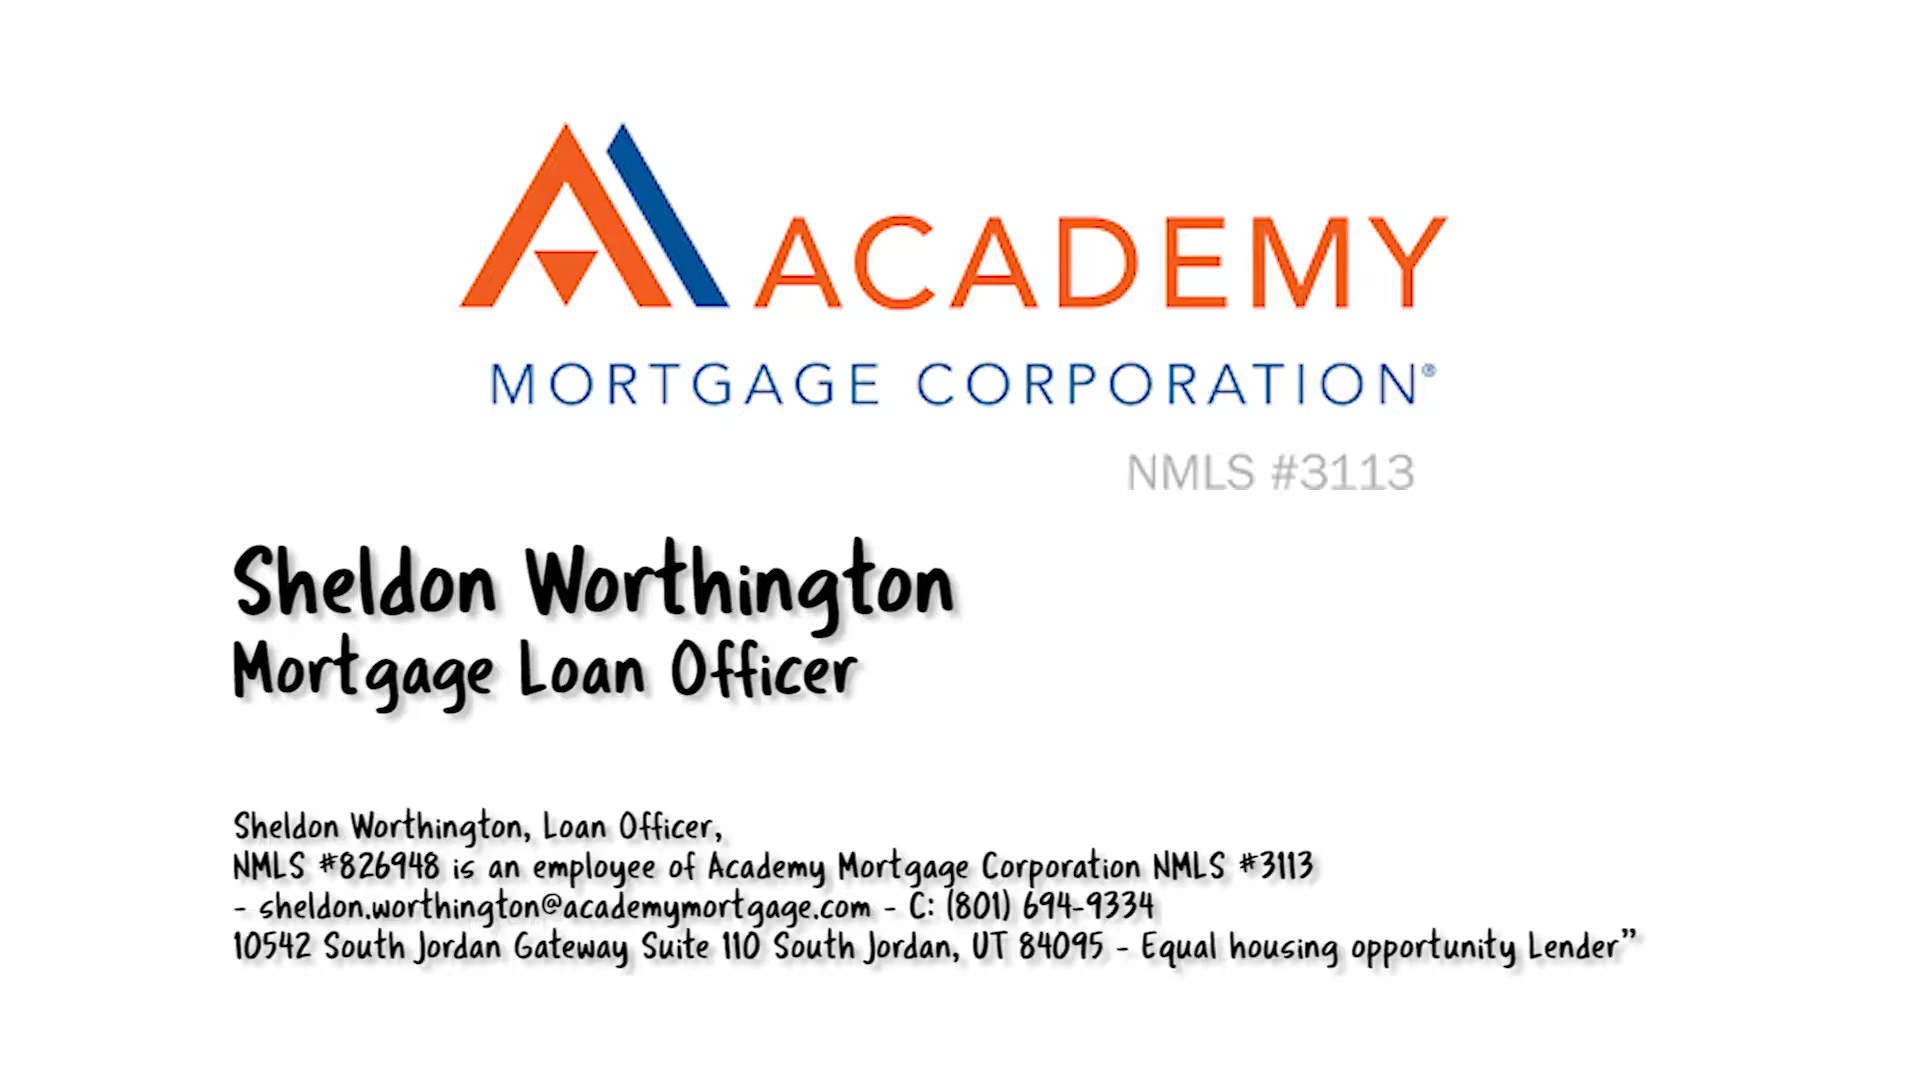 ACADEMY
MORTGAGE CORPORATION®
NMLS #3113
Sheldon Worthington
Mortgage Loan Officer
Sheldon Worthington, Loan Officer,
NMLS #826948 is an employee of Academy Mortgage Corporation NMLS #3113
- sheldon.worthington@academymortgage.com - C: (801) 694-9334
10542 South Jordan Gateway Suite 110 South Jordan, UT 84095 - Equal housing opportunity Lender”